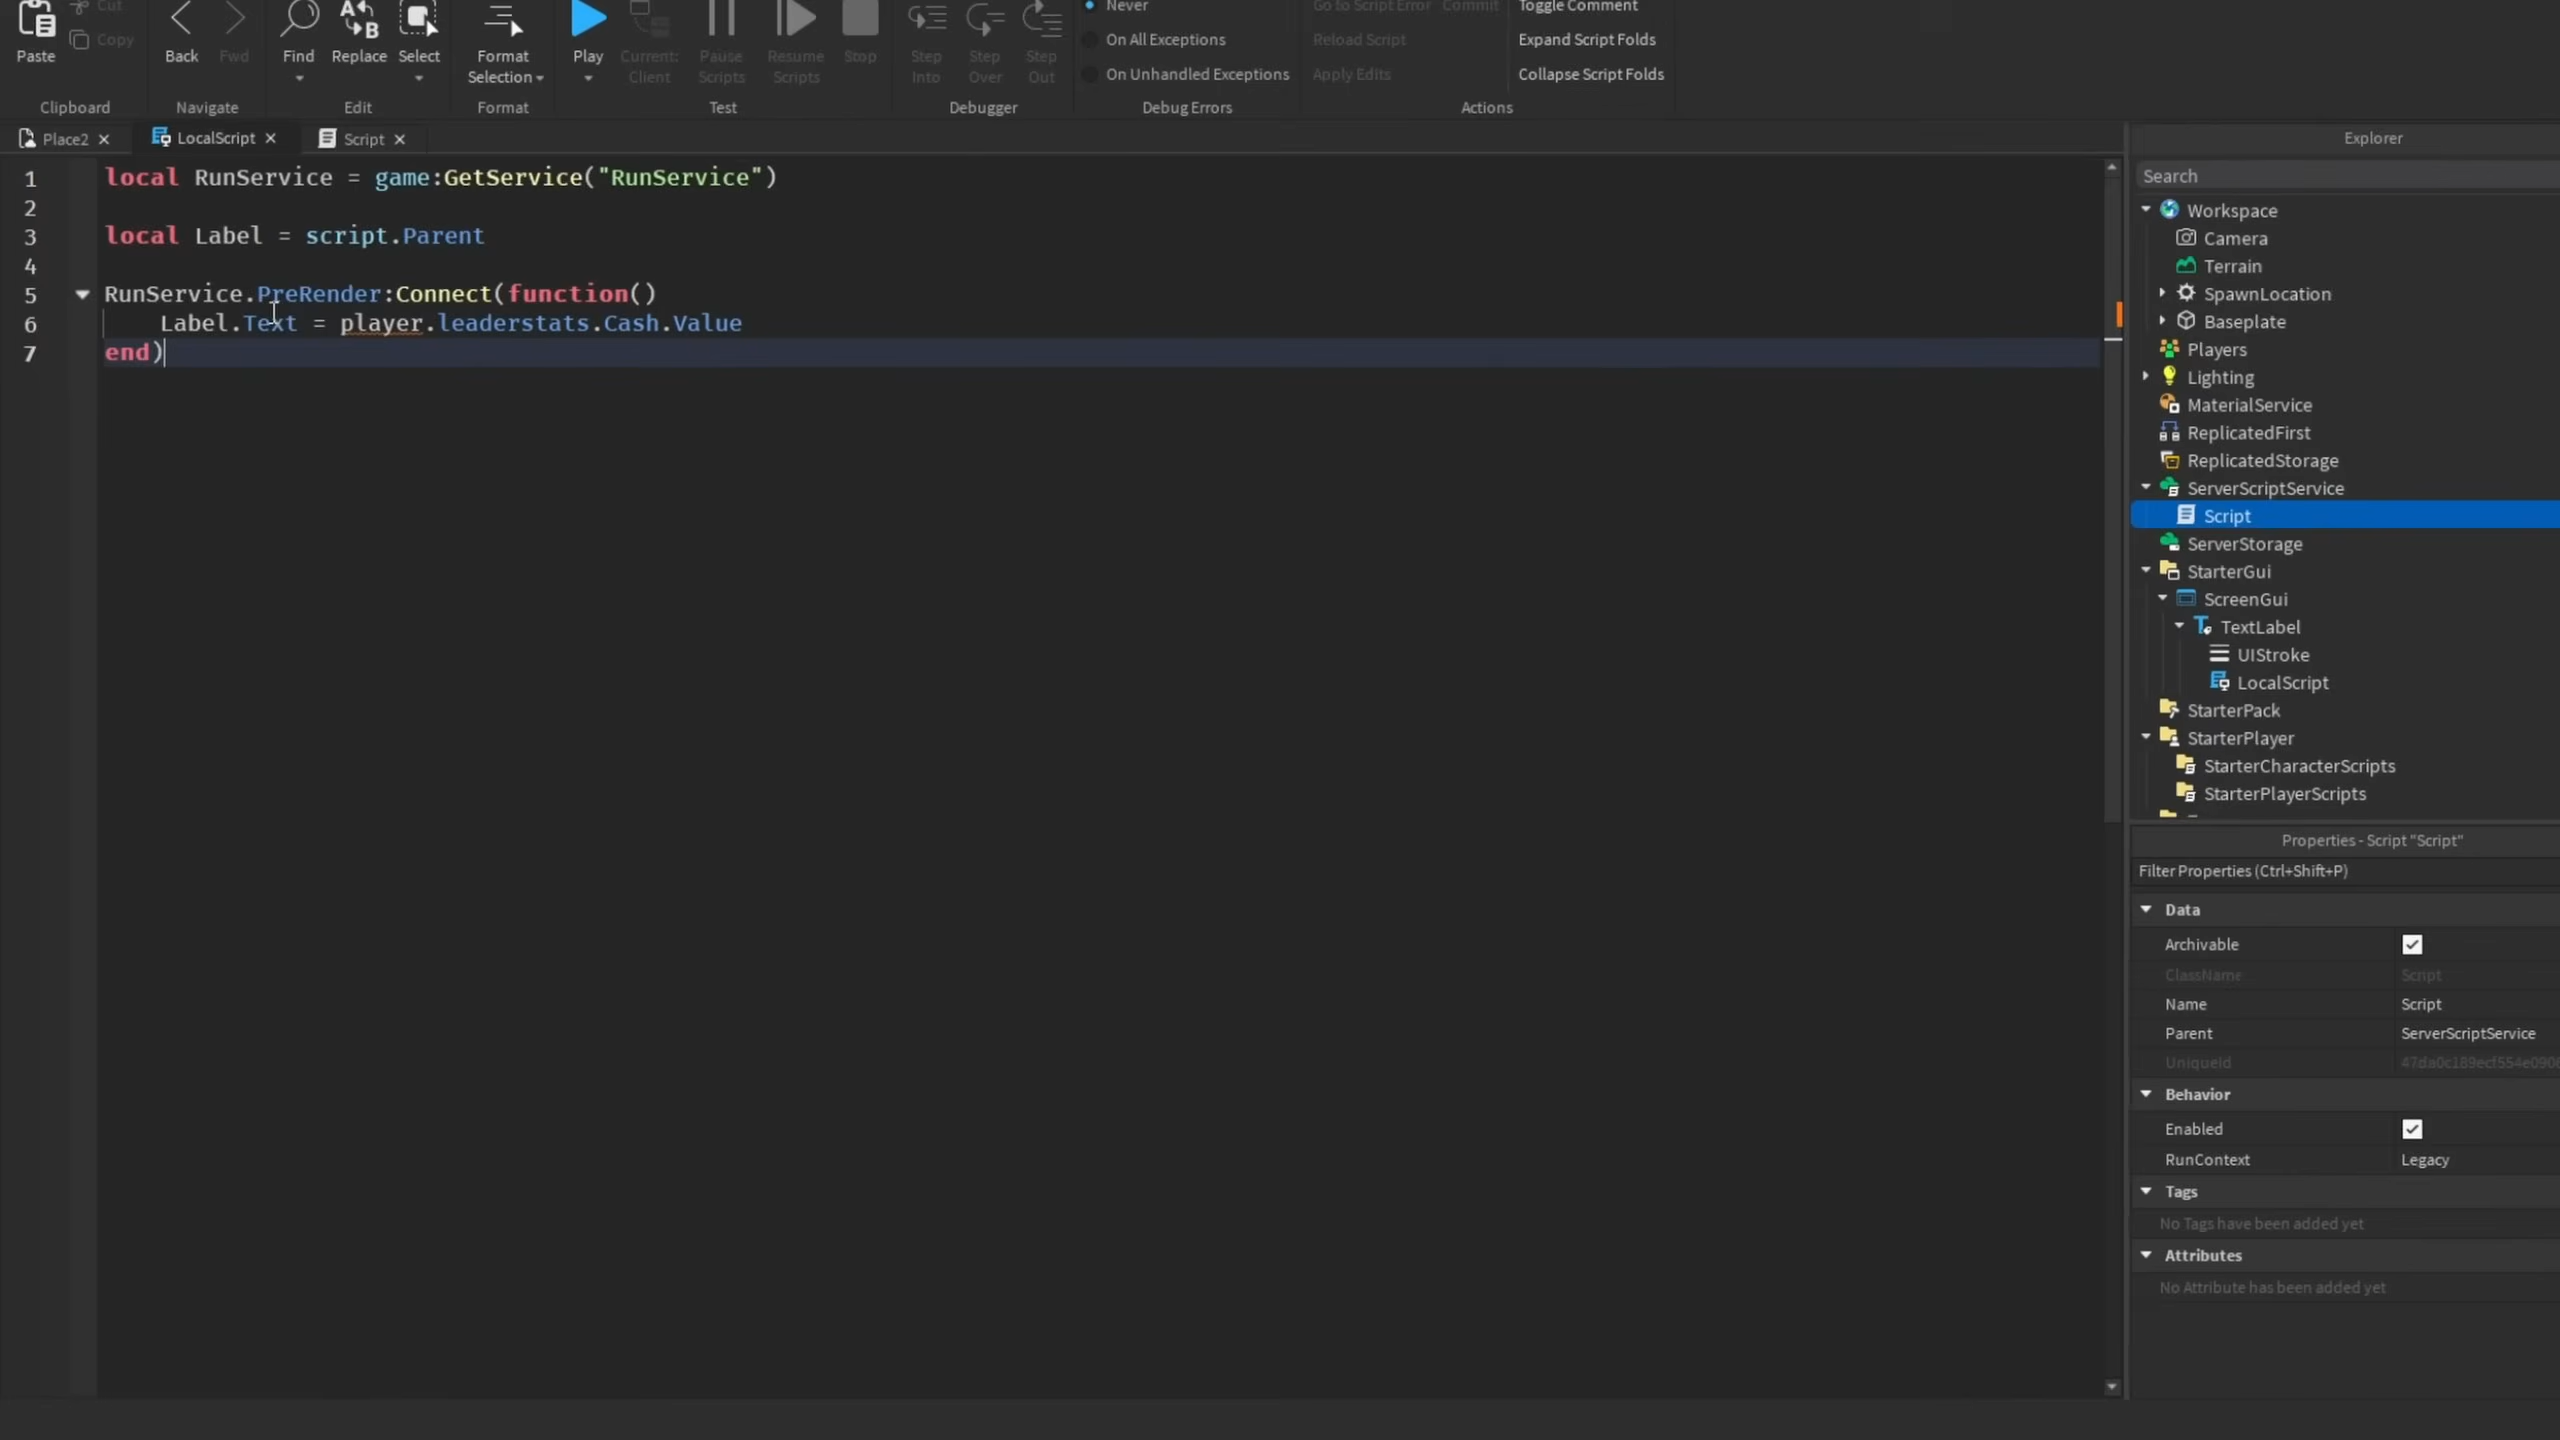 Cut
Never
Go to Script Error Commit
Toggle Comment
Paste
Copy
Back
Fwd
Find
Replace
Select
Format
Selection
Play
Current:
Client
Pause
Scripts
Resume
Scripts
Stop
Step
Into
Step
Over
Step
Out
On All Exceptions
On Unhandled Exceptions
Reload Script
Apply Edits
Expand Script Folds
Collapse Script Folds
Clipboard
Navigate
Edit
Format
Test
Debugger
Debug Errors
Actions
Place2
LocalScript
Script
1 local RunService = game:GetService("RunService")
2
3 local Label = script.Parent
4
5 RunService.PreRender:Connect(function()
6 Label.Text = player.leaderstats.Cash.Value
7 end)
Explorer
Search
Workspace
Camera
Terrain
SpawnLocation
Baseplate
Players
Lighting
MaterialService
ReplicatedFirst
ReplicatedStorage
ServerScriptService
Script
ServerStorage
StarterGui
ScreenGui
TextLabel
UIStroke
LocalScript
StarterPack
StarterPlayer
StarterCharacterScripts
StarterPlayerScripts
Properties - Script "Script"
Filter Properties (Ctrl+Shift+P)
Data
Archivable
ClassName Script
Name Script
Parent ServerScriptService
UniqueId
Behavior
Enabled
RunContext Legacy
Tags
No Tags have been added yet
Attributes
No Attribute has been added yet